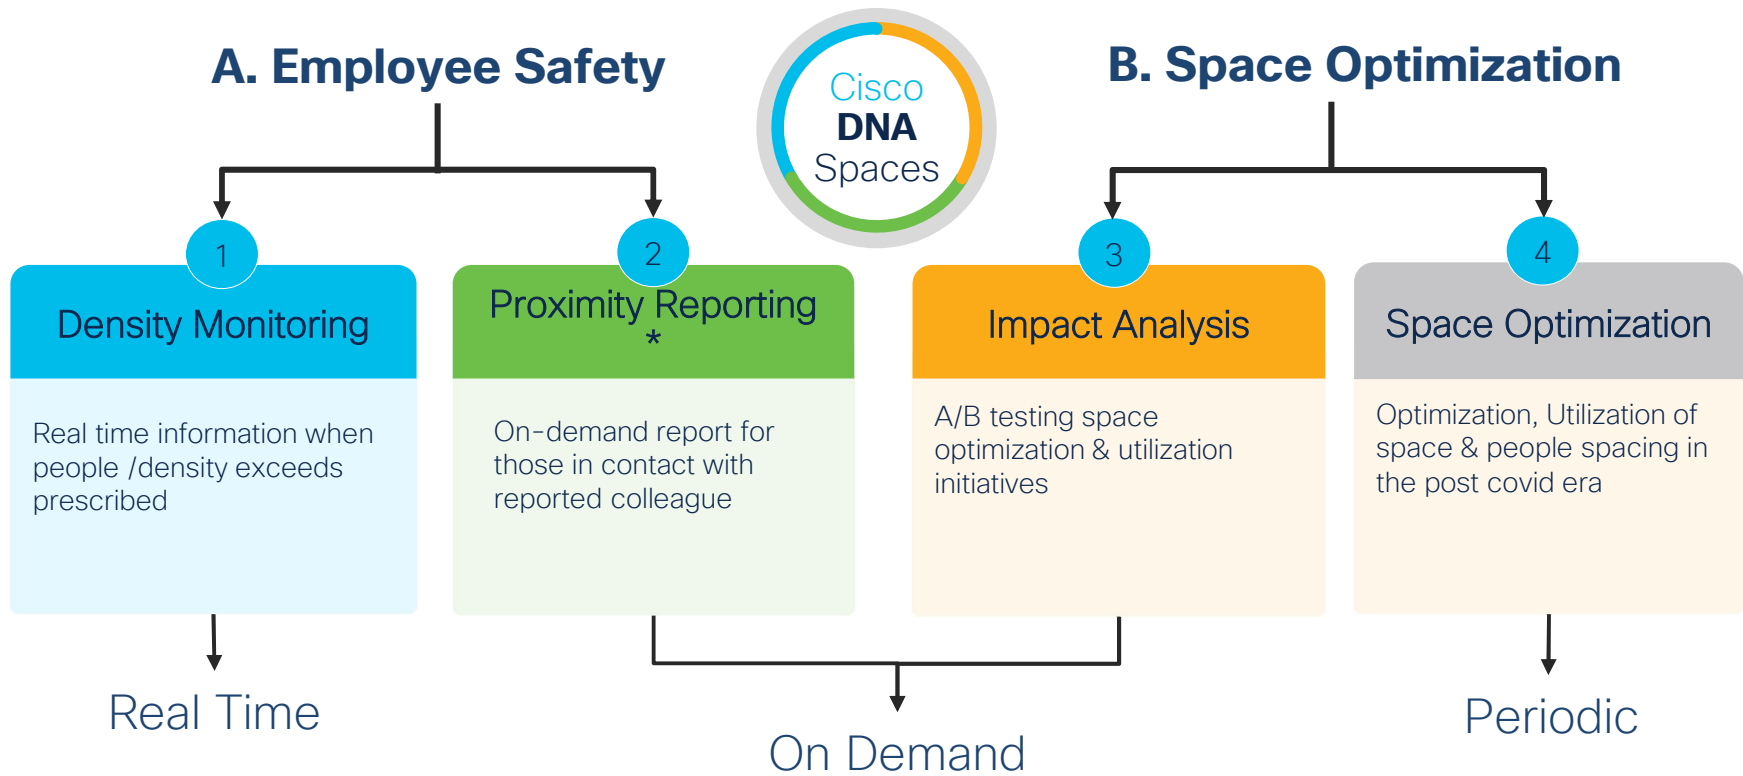 A. Employee Safety
Cisco
DNA
Spaces
B. Space Optimization
1
Density Monitoring
Real time information when
people /density exceeds
prescribed
2
Proximity Reporting
*
On-demand report for
those in contact with
reported colleague
3
Impact Analysis
A/B testing space
optimization & utilization
initiatives
4
Space Optimization
Optimization, Utilization of
space & people spacing in
the post covid era
Real Time
On Demand
Periodic